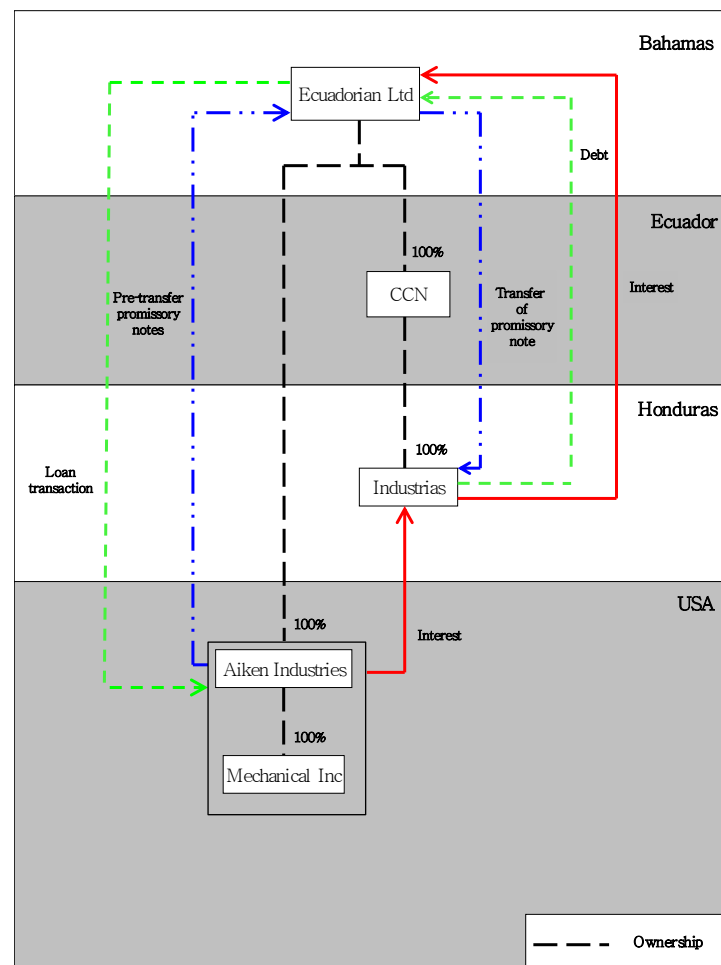 Bahamas
Ecuadorian Ltd
Debt
Ecuador
100%
CCN
Pre-transfer
promissory
notes
Transfer
of
promissory
note
Interest
Honduras
100%
Loan
transaction
Industrias
USA
100%
Interest
Aiken Industries
100%
Mechanical Inc
Ownership